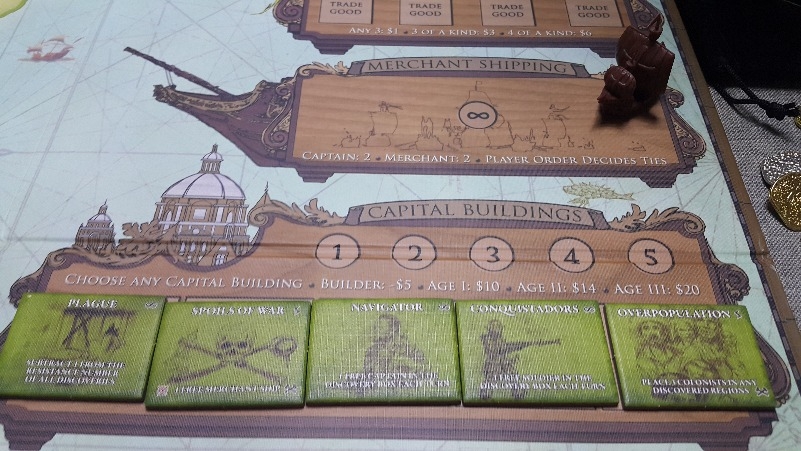 TRADE GOOD
TRADE GOOD
TRADE GOOD
TRADE GOOD
ANY 3: $1 • 3 OF A KIND: $3 • 4 OF A KIND: $6
MERCHANT SHIPPING
∞
CAPTAIN: 2 • MERCHANT: 2 • PLAYER ORDER DECIDES TIES
CAPITAL BUILDINGS
1 2 3 4 5
CHOOSE ANY CAPITAL BUILDING • BUILDER: -$5 • AGE I: $10 • AGE II: $14 • AGE III: $20
PLAGUE
SUBTRACT 1 FROM THE
RESISTANCE NUMBER
OF ALL DISCOVERIES
SPOILS OF WAR
1 FREE MERCHANT SHIP
NAVIGATOR
1 FREE CAPTAIN IN THE
DISCOVERY BOX EACH TURN
CONQUISTADORS
1 FREE SOLDIER IN THE
DISCOVERY BOX EACH TURN
OVERPOPULATION
PLACE 3 COLONISTS IN ANY
DISCOVERED REGIONS